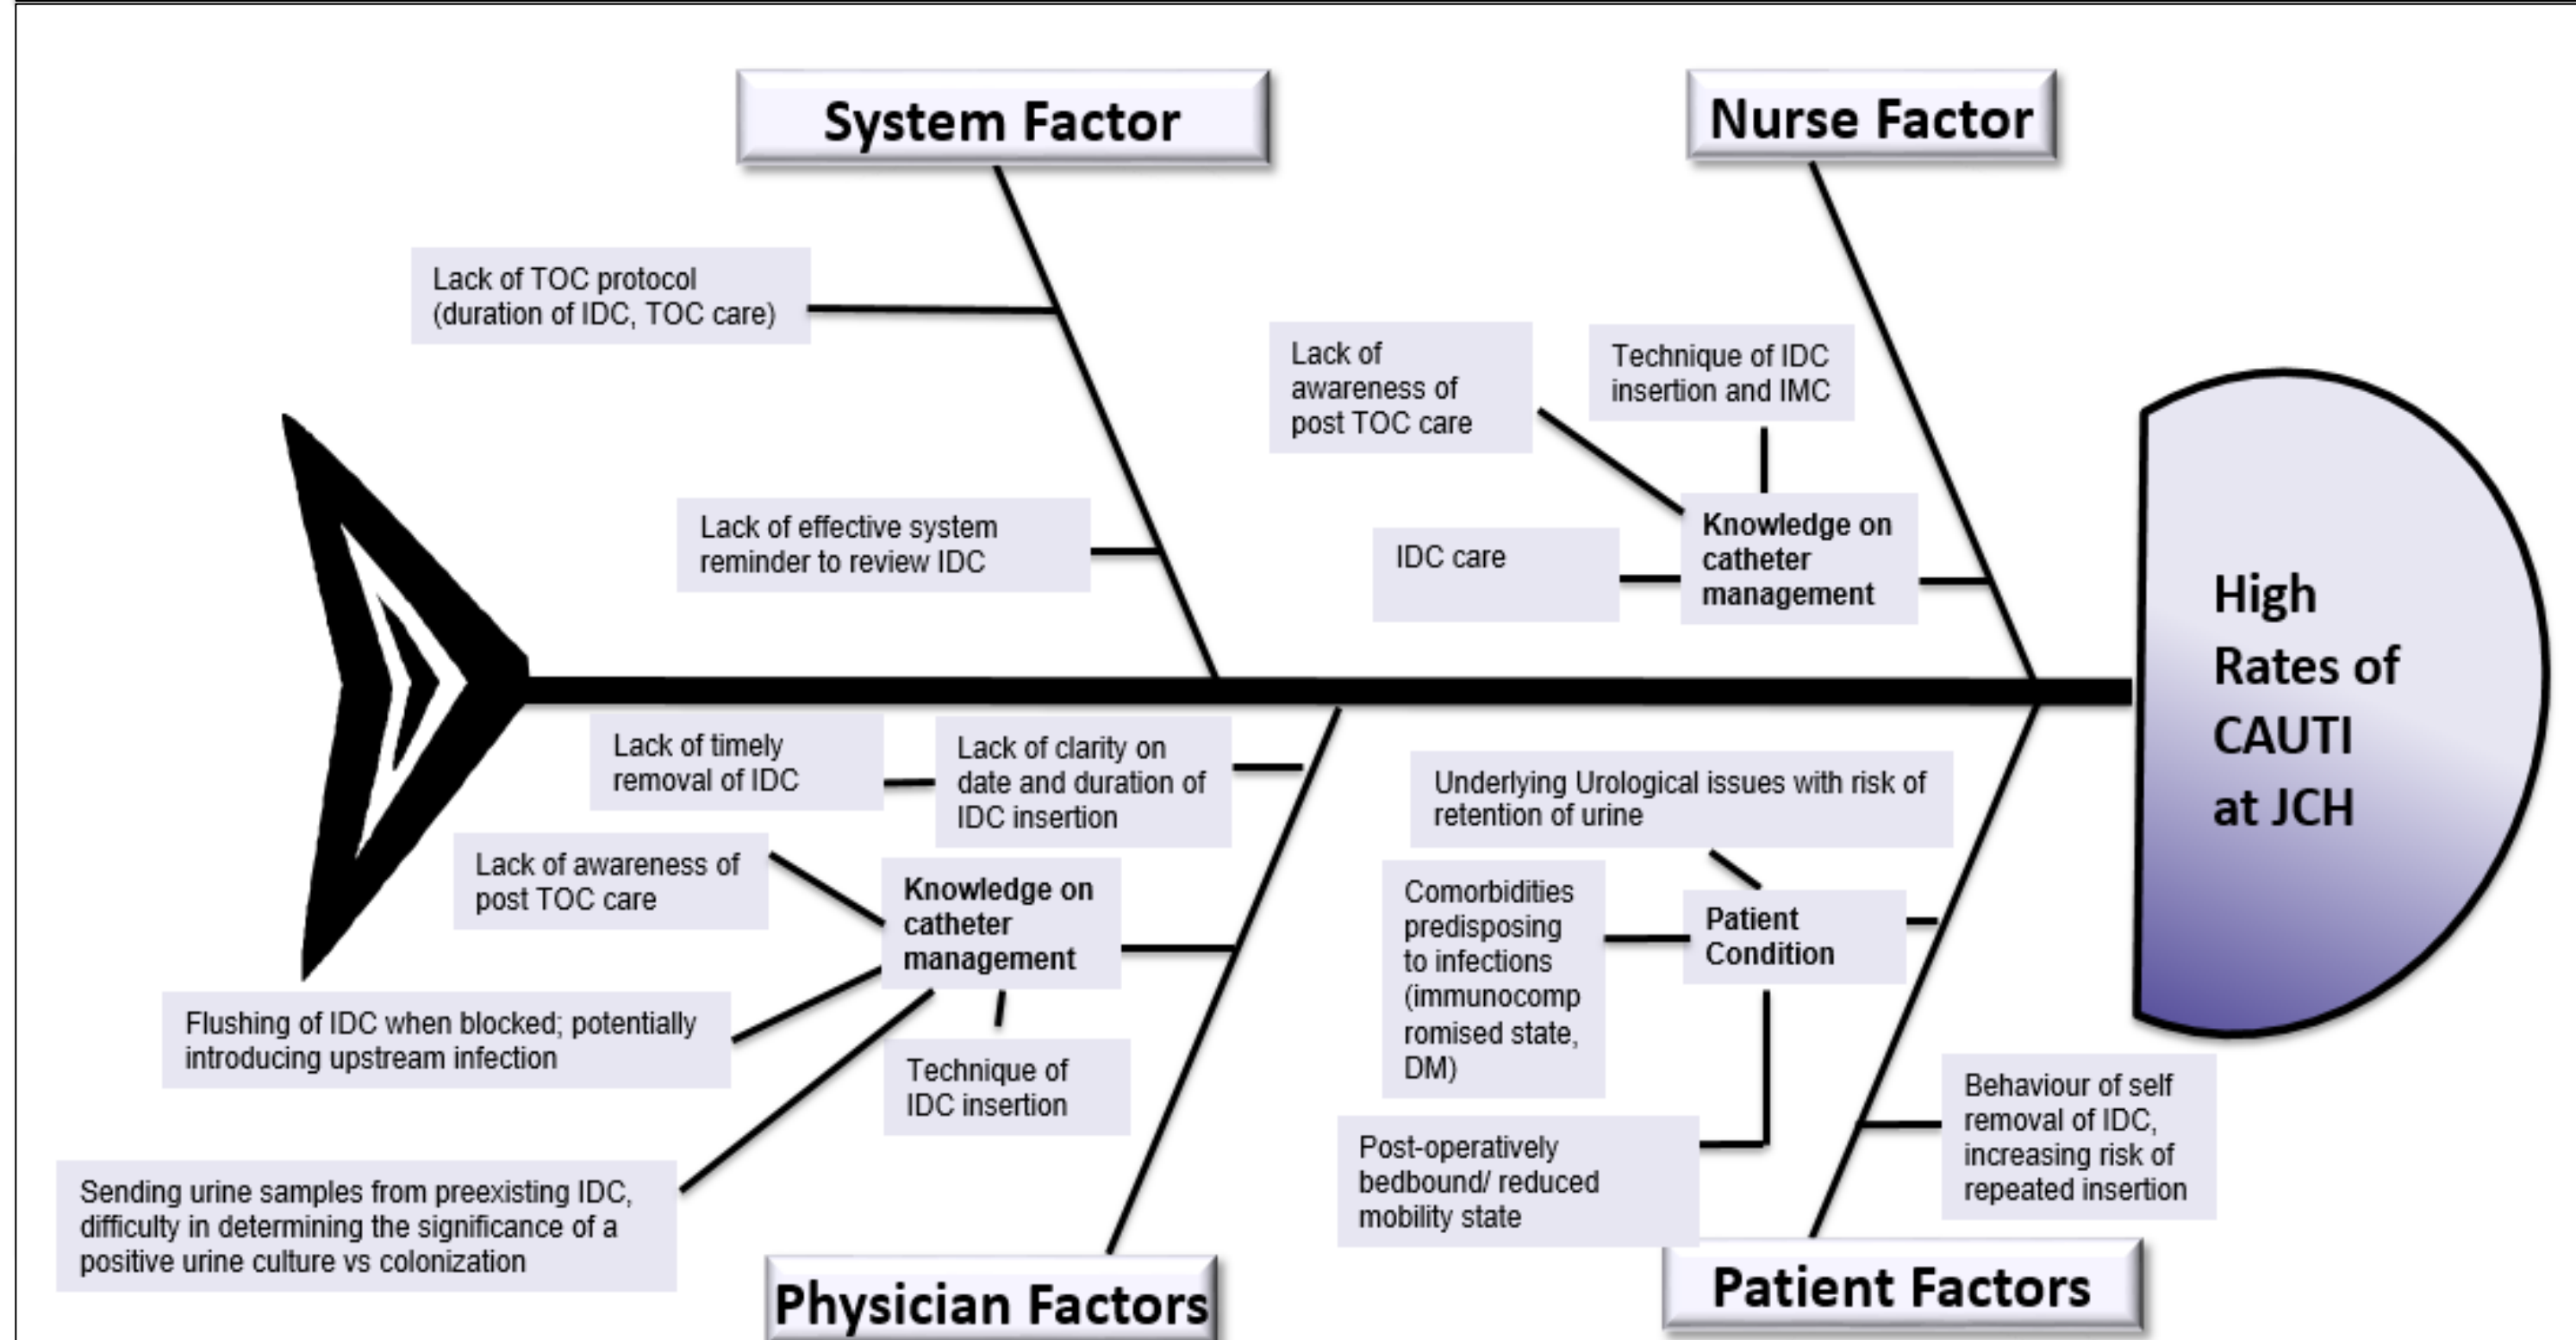 System Factor
Nurse Factor
Lack of TOC protocol
(duration of IDC, TOC care)
Lack of
awareness of
post TOC care
Technique of IDC
insertion and IMC
Lack of effective system
reminder to review IDC
IDC care
Knowledge on
catheter
management
High
Rates of
CAUTI
at JCH
Lack of timely
removal of IDC
Lack of clarity on
date and duration of
IDC insertion
Lack of awareness of
post TOC care
Knowledge on
catheter
management
Flushing of IDC when blocked; potentially
introducing upstream infection
Technique of
IDC insertion
Sending urine samples from preexisting IDC,
difficulty in determining the significance of a
positive urine culture vs colonization
Physician Factors
Underlying Urological issues with risk of
retention of urine
Comorbidities
predisposing
to infections
(immunocomp
romised state,
DM)
Patient
Condition
Post-operatively
bedbound/ reduced
mobility state
Behaviour of self
removal of IDC,
increasing risk of
repeated insertion
Patient Factors